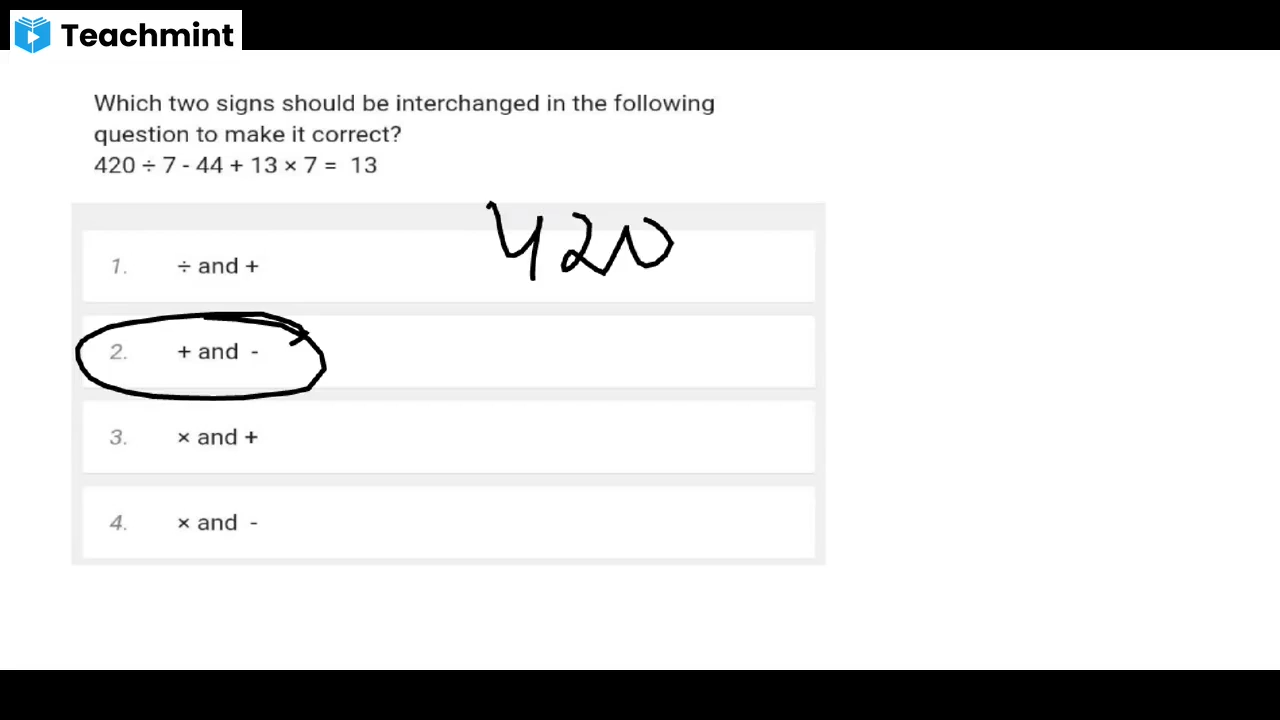 Teachmint
Which two signs should be interchanged in the following
question to make it correct?
420 ÷ 7 - 44 + 13 × 7 = 13
420
1. ÷ and +
2. + and -
3. × and +
4. × and -